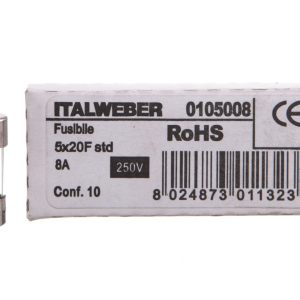 ITALWEBER 0105008
Fusibile RoHS CE
5x20F std
8A 250V
Conf. 10 8 024873 011323